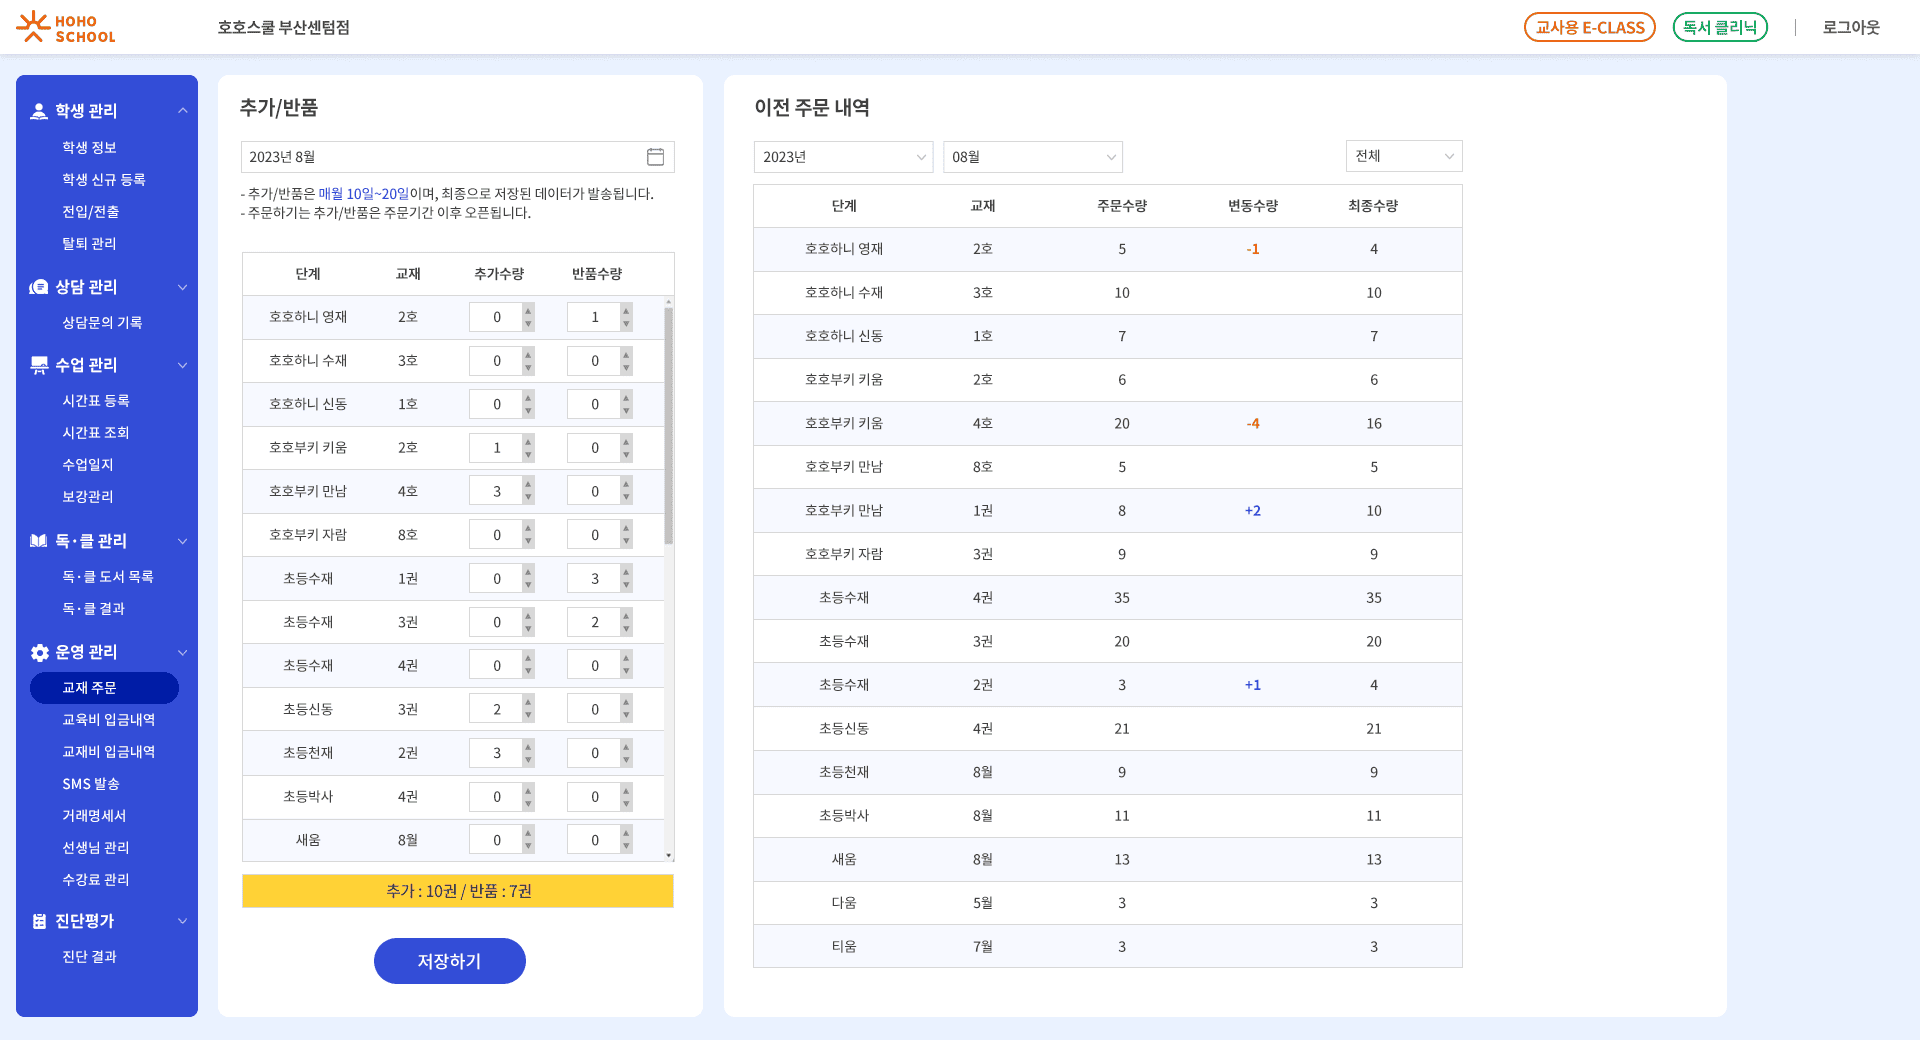 HOHO
SCHOOL
호호스쿨 부산센텀점
교사용 E-CLASS
독서 클리닉
로그아웃
학생 관리
학생 정보
학생 신규 등록
전입/전출
탈퇴 관리
상담 관리
상담문의 기록
수업 관리
시간표 등록
시간표 조회
수업일지
보강관리
독·클 관리
독·클 도서 목록
독·클 결과
운영 관리
교재 주문
교육비 입금내역
교재비 입금내역
SMS 발송
거래명세서
선생님 관리
수강료 관리
진단평가
진단 결과
추가/반품
2023년 8월
- 추가/반품은 매월 10일~20일이며, 최종으로 저장된 데이터가 발송됩니다.
- 주문하기는 추가/반품은 주문기간 이후 오픈됩니다.
단계 교재 추가수량 반품수량
호호하니 영재 2호 0 1
호호하니 수재 3호 0 0
호호하니 신동 1호 0 0
호호부키 키움 2호 1 0
호호부키 만남 4호 3 0
호호부키 자람 8호 0 0
초등수재 1권 0 3
초등수재 3권 0 2
초등수재 4권 0 0
초등신동 3권 2 0
초등천재 2권 3 0
초등박사 4권 0 0
새움 8월 0 0
추가 : 10권 / 반품 : 7권
저장하기
이전 주문 내역
2023년 08월 전체
단계 교재 주문수량 변동수량 최종수량
호호하니 영재 2호 5 -1 4
호호하니 수재 3호 10 10
호호하니 신동 1호 7 7
호호부키 키움 2호 6 6
호호부키 키움 4호 20 -4 16
호호부키 만남 8호 5 5
호호부키 만남 1권 8 +2 10
호호부키 자람 3권 9 9
초등수재 4권 35 35
초등수재 3권 20 20
초등수재 2권 3 +1 4
초등신동 4권 21 21
초등천재 8월 9 9
초등박사 8월 11 11
새움 8월 13 13
다움 5월 3 3
티움 7월 3 3